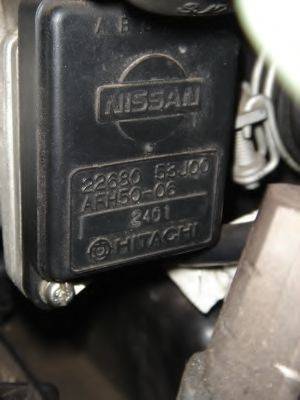 NISSAN
22680 53J00
AFH50-06
2401
HITACHI